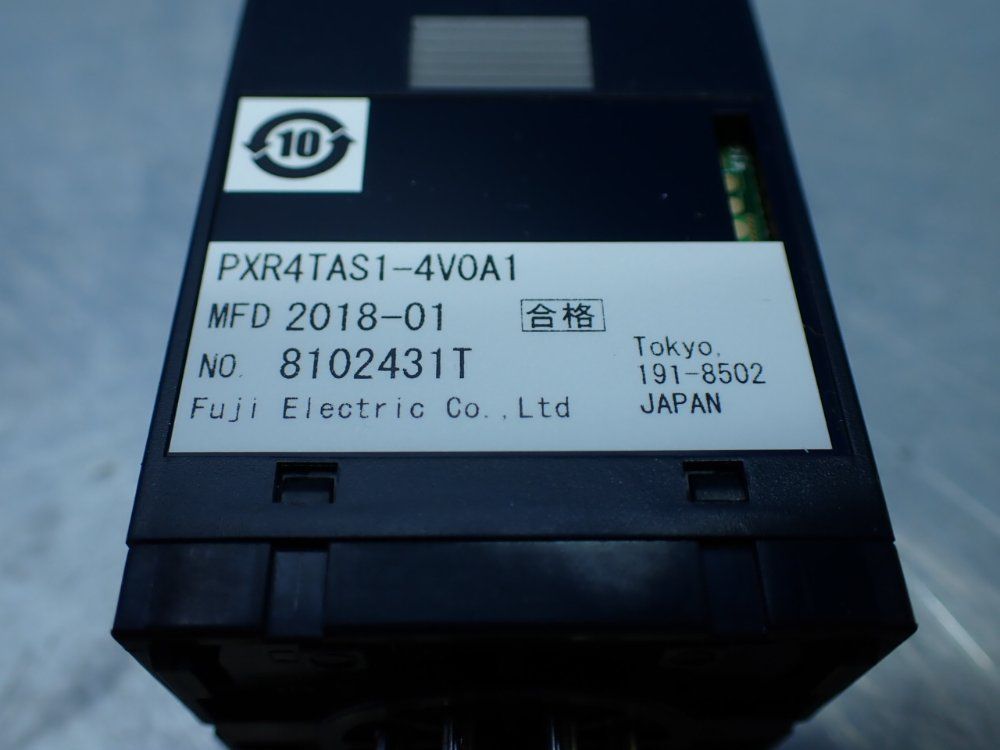 10
PXR4TAS1-4V0A1
MFD 2018-01 合格
NO. 8102431T
Tokyo,
191-8502
Fuji Electric Co.,Ltd JAPAN